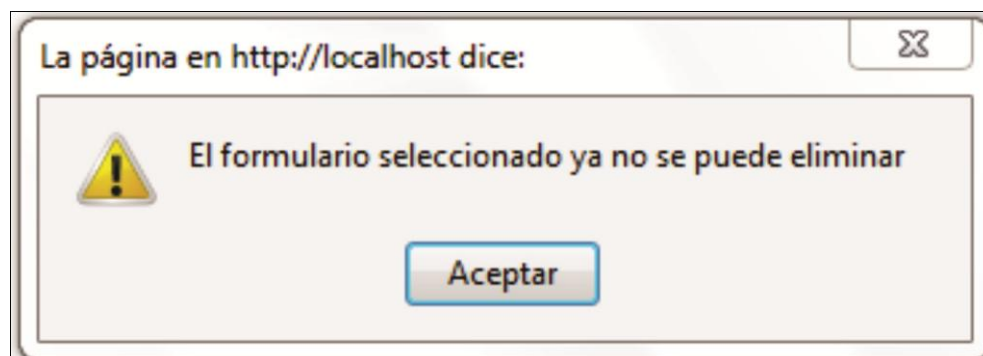 La página en http://localhost dice:
El formulario seleccionado ya no se puede eliminar
Aceptar